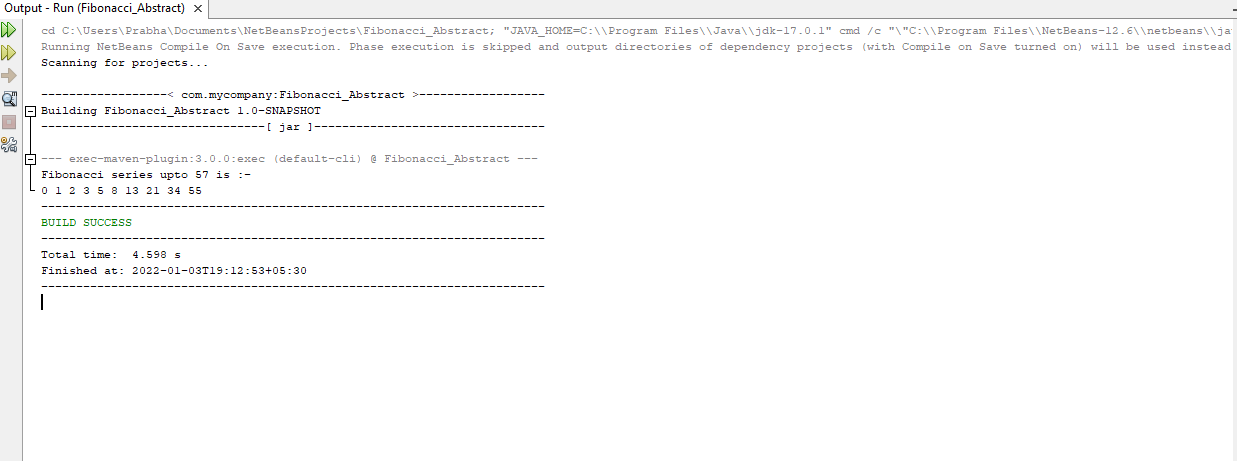 Output - Run (Fibonacci_Abstract) ×
cd C:\Users\Prabha\Documents\NetBeansProjects\Fibonacci_Abstract; "JAVA_HOME=C:\\Program Files\\Java\\jdk-17.0.1" cmd /c "\"C:\\Program Files\\NetBeans-12.6\\netbeans\\ja
Running NetBeans Compile On Save execution. Phase execution is skipped and output directories of dependency projects (with Compile on Save turned on) will be used instead
Scanning for projects...
------------------< com.mycompany:Fibonacci_Abstract >------------------
Building Fibonacci_Abstract 1.0-SNAPSHOT
--------------------------------[ jar ]---------------------------------
--- exec-maven-plugin:3.0.0:exec (default-cli) @ Fibonacci_Abstract ---
Fibonacci series upto 57 is :-
0 1 2 3 5 8 13 21 34 55
------------------------------------------------------------------------
BUILD SUCCESS
------------------------------------------------------------------------
Total time:  4.598 s
Finished at: 2022-01-03T19:12:53+05:30
------------------------------------------------------------------------